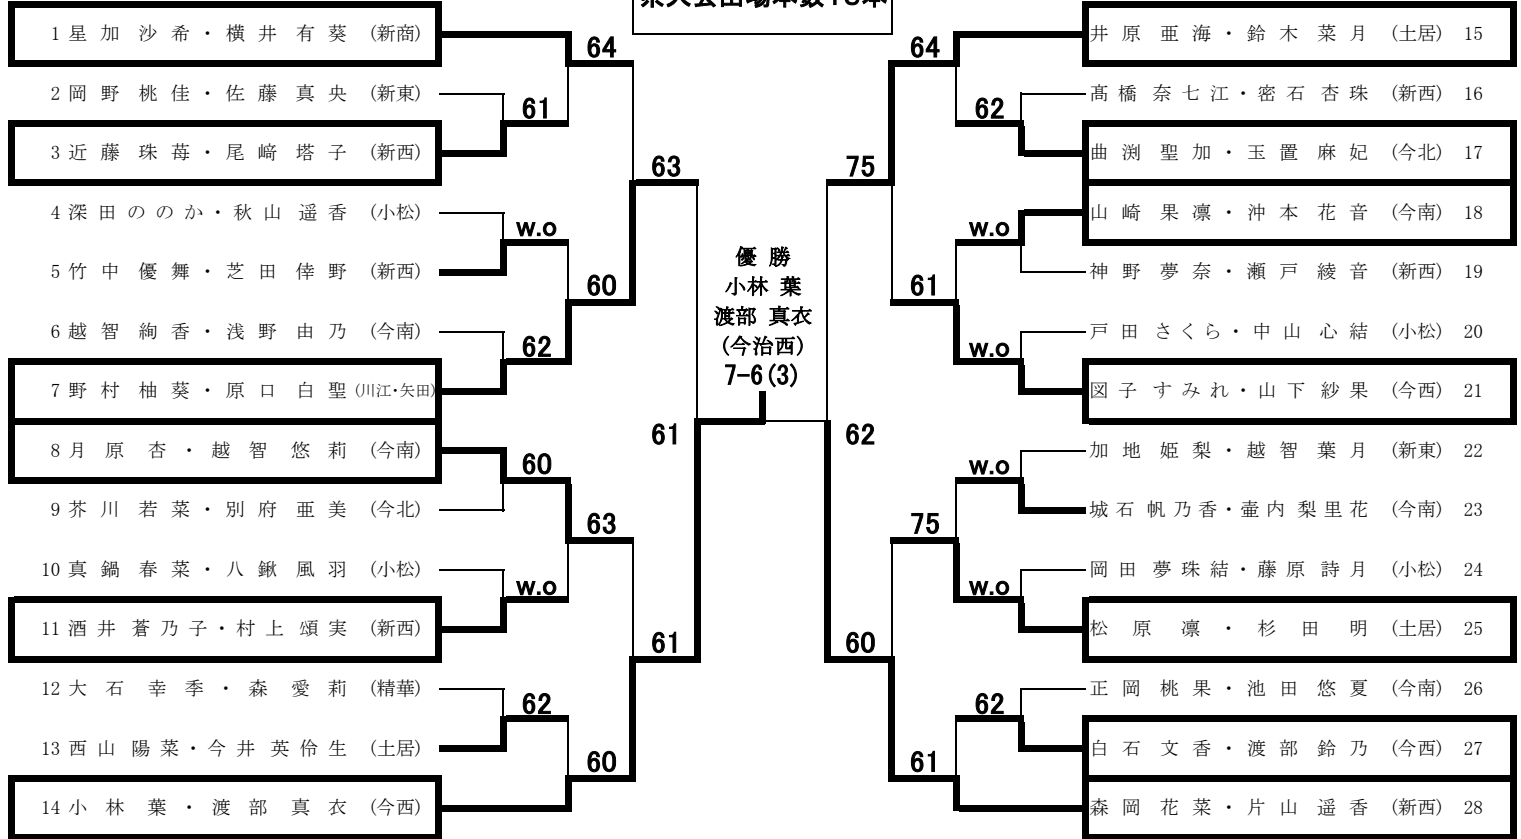 県大会出場本数16本
1 星加沙希・横井有葵 (新商)
2 岡野桃佳・佐藤真央 (新東)
3 近藤珠苺・尾﨑塔子 (新西)
4 深田ののか・秋山遥香 (小松)
5 竹中優舞・芝田倖野 (新西)
6 越智絢香・浅野由乃 (今南)
7 野村柚葵・原口白聖 (川江・矢田)
8 月原杏・越智悠莉 (今南)
9 芥川若菜・別府亜美 (今北)
10 真鍋春菜・八鍬風羽 (小松)
11 酒井蒼乃子・村上頌実 (新西)
12 大石幸季・森愛莉 (精華)
13 西山陽菜・今井英伶生 (土居)
14 小林葉・渡部真衣 (今西)
64
61
w.o
62
60
w.o
62
60
63
60
63
61
61
優勝
小林 葉
渡部 真衣
(今治西)
7-6(3)
75
62
60
64
61
75
61
62
w.o
w.o
w.o
w.o
62
井原亜海・鈴木菜月 (土居) 15
髙橋奈七江・密石杏珠 (新西) 16
曲渕聖加・玉置麻妃 (今北) 17
山崎果凛・沖本花音 (今南) 18
神野夢奈・瀬戸綾音 (新西) 19
戸田さくら・中山心結 (小松) 20
図子すみれ・山下紗果 (今西) 21
加地姫梨・越智葉月 (新東) 22
城石帆乃香・壷内梨里花 (今南) 23
岡田夢珠結・藤原詩月 (小松) 24
松原凛・杉田明 (土居) 25
正岡桃果・池田悠夏 (今南) 26
白石文香・渡部鈴乃 (今西) 27
森岡花菜・片山遥香 (新西) 28